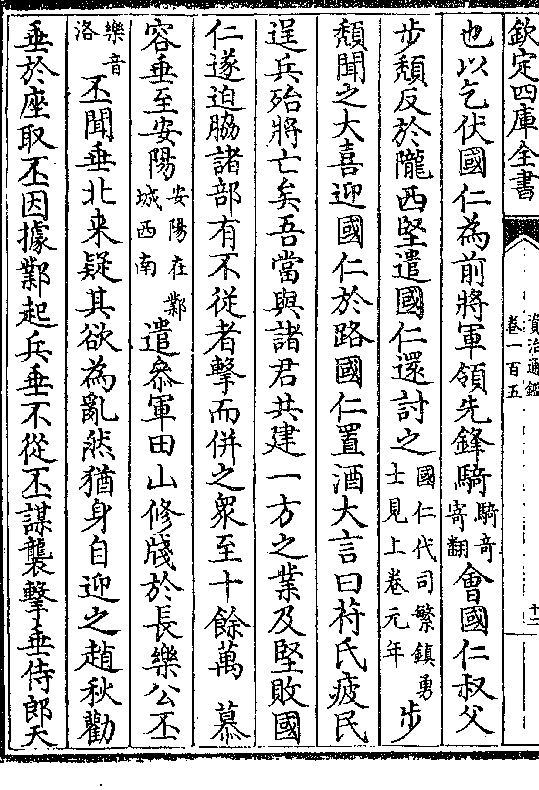 欽定四庫全書
資治通鑑
卷一百五
十二
也以乞伏國仁為前將軍領先鋒騎騎奇寄翻會國仁叔父
步頽反於隴西堅遣國仁還討之國仁代司繁鎮勇士見上卷元年步
頽聞之大喜迎國仁於路國仁置酒大言曰苻氏疲民
逞兵殆將亡矣吾當與諸君共建一方之業及堅敗國
仁遂迫脇諸部有不從者擊而併之衆至十餘萬 慕
容垂至安陽安陽在鄴城西南遣叅軍田山修牋於長樂公丕
樂音洛丕聞垂北来疑其欲為亂然猶身自迎之趙秋勸
垂於座取丕因據鄴起兵垂不從丕謀襲擊垂侍郎天